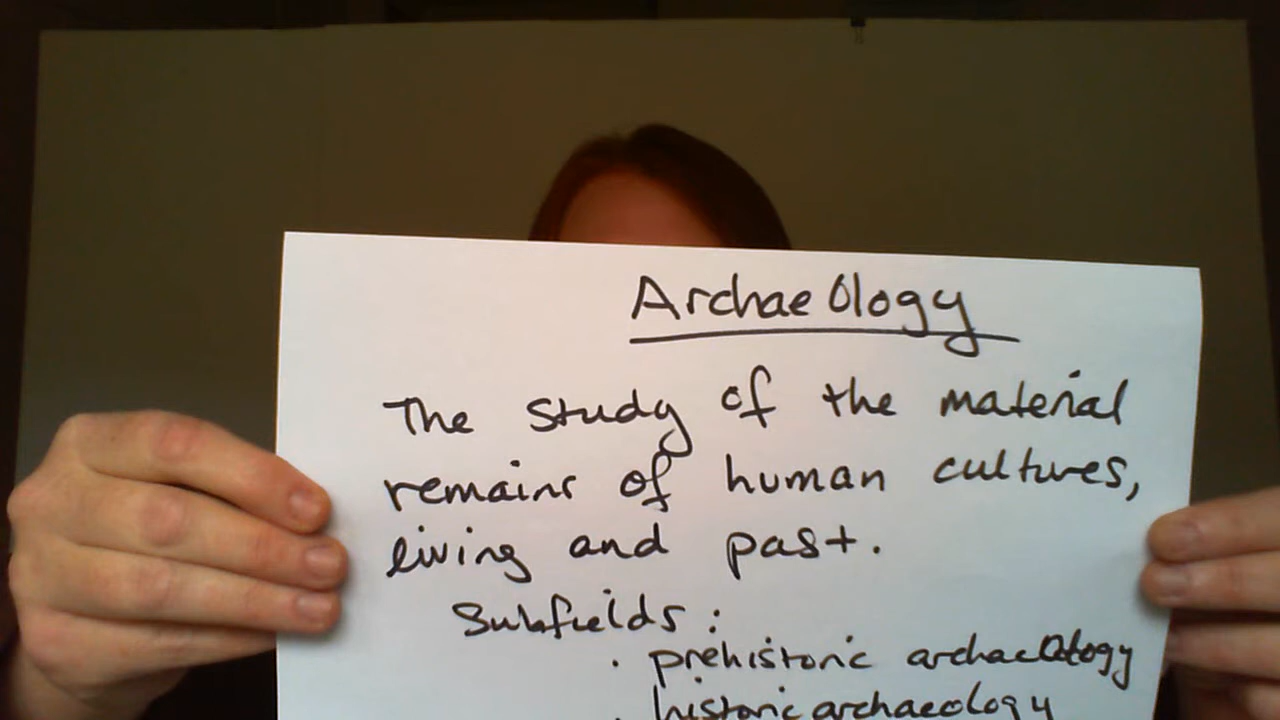 Archaeology
The study of the material
remains of human cultures,
living and past.
Subfields:
. prehistoric archaeology
. historic archaeology